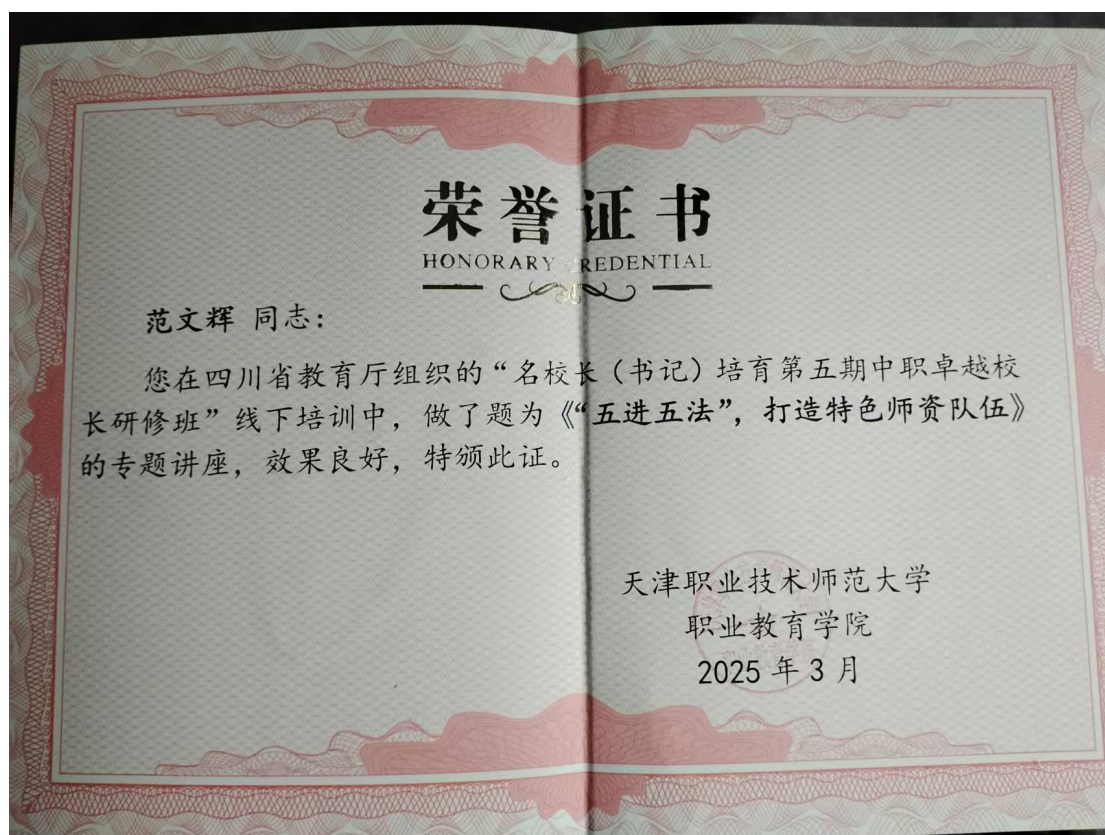 荣誉证书
HONORARY CREDENTIAL
范文辉 同志：
您在四川省教育厅组织的“名校长（书记）培育第五期中职卓越校
长研修班”线下培训中，做了题为《“五进五法”，打造特色师资队伍》
的专题讲座，效果良好，特颁此证。
天津职业技术师范大学
职业教育学院
2025 年 3 月